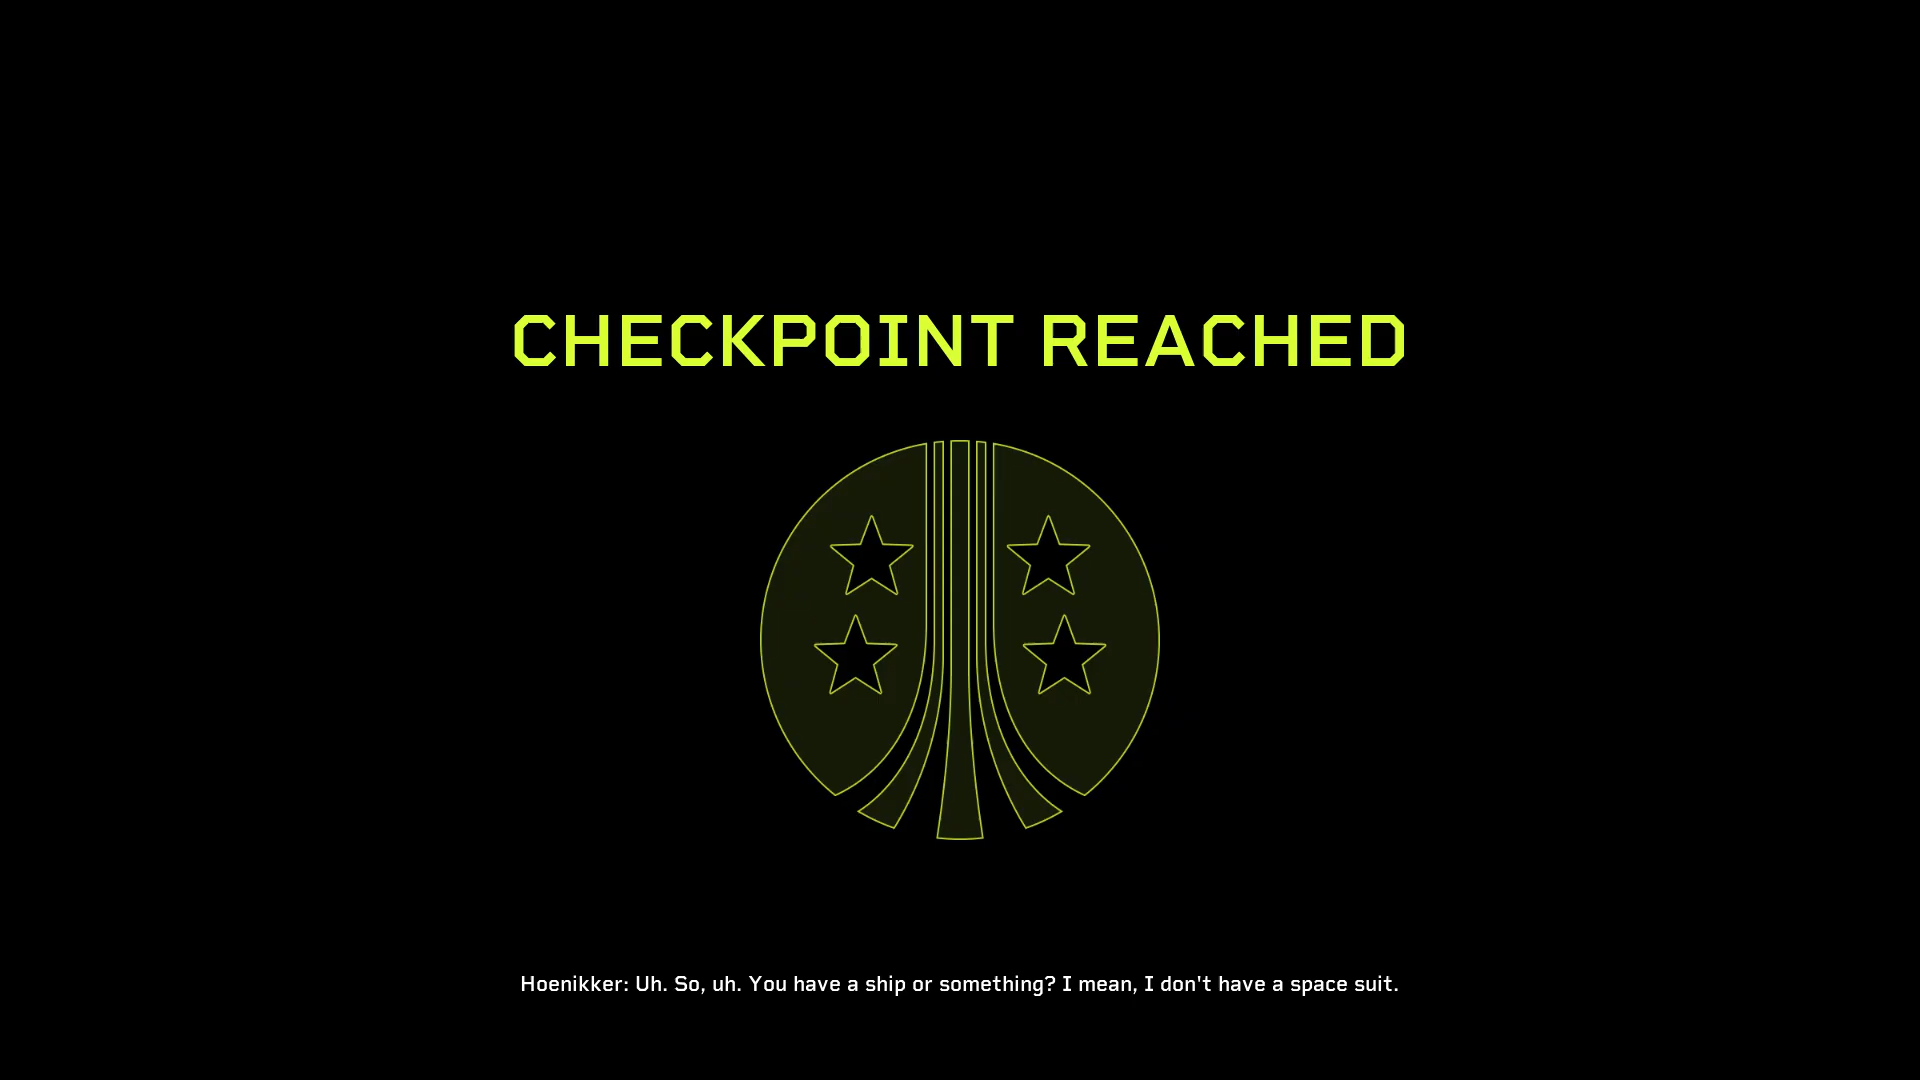 CHECKPOINT REACHED
Hoenikker: Uh. So, uh. You have a ship or something? I mean, I don't have a space suit.